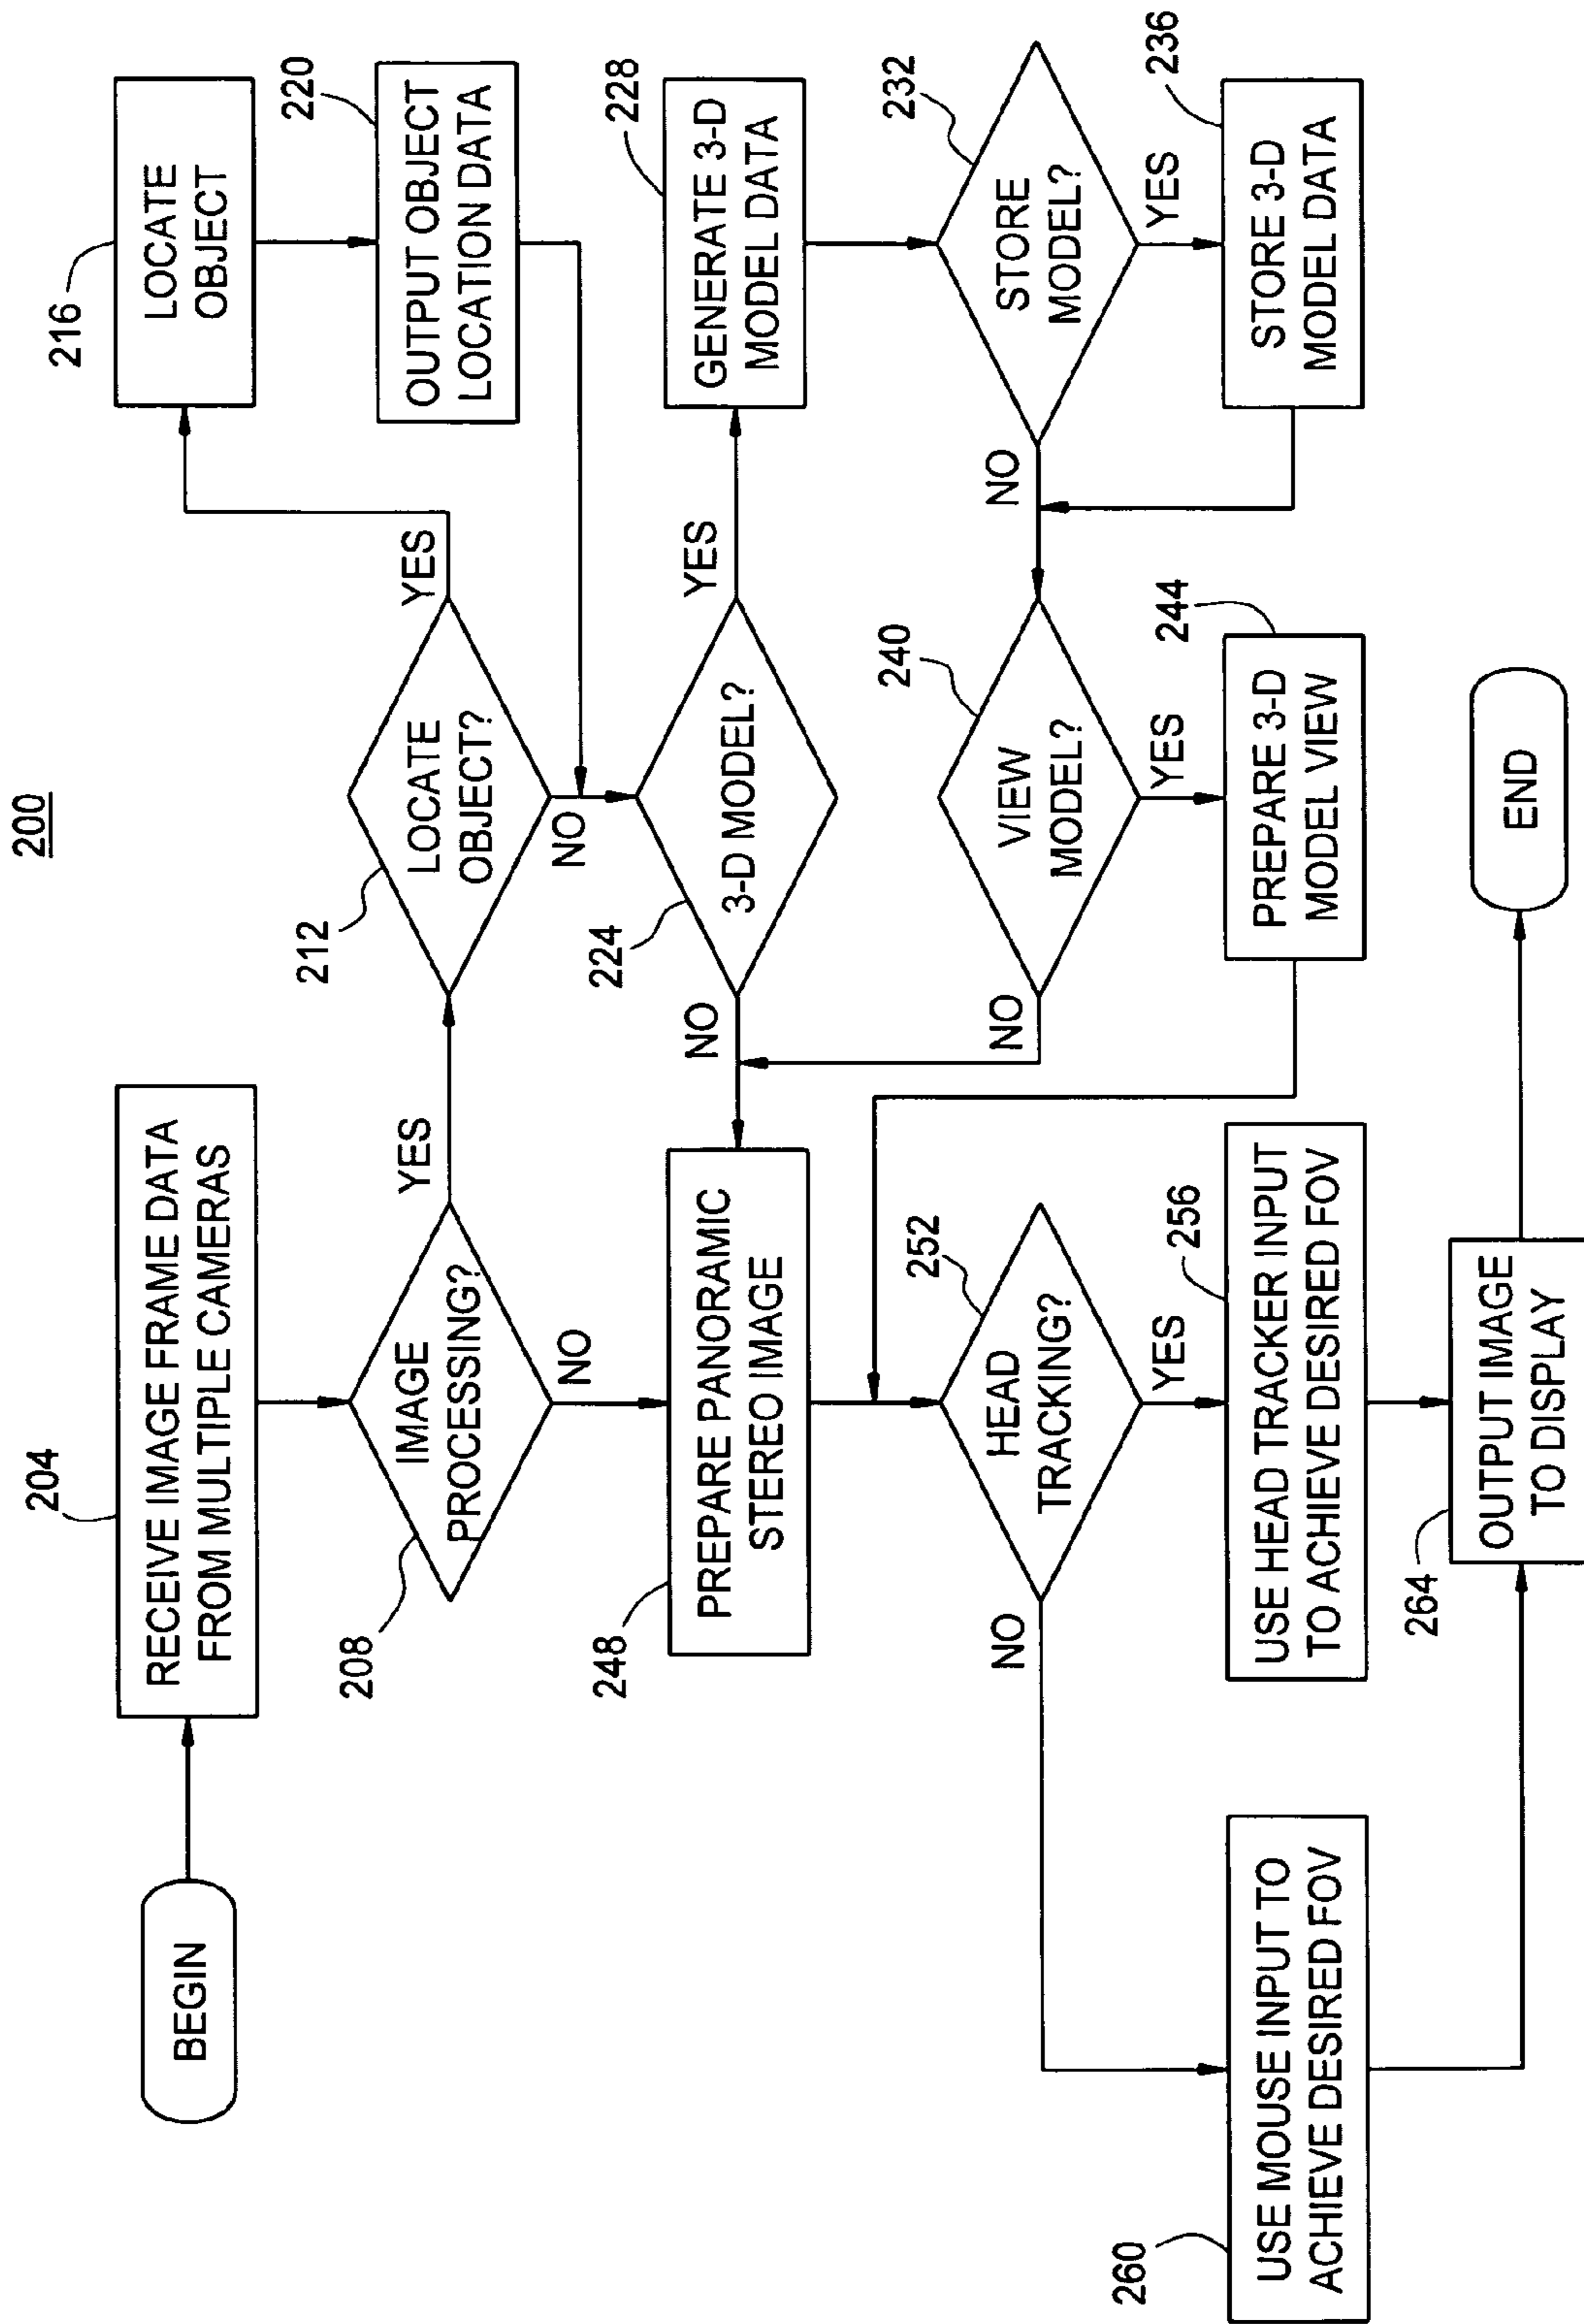 200
BEGIN
204
RECEIVE IMAGE FRAME DATA
FROM MULTIPLE CAMERAS
208
IMAGE
PROCESSING?
YES
NO
212
LOCATE
OBJECT?
YES
NO
216
LOCATE
OBJECT
220
OUTPUT OBJECT
LOCATION DATA
224
3-D MODEL?
YES
NO
228
GENERATE 3-D
MODEL DATA
232
STORE
MODEL?
YES
NO
236
STORE 3-D
MODEL DATA
240
VIEW
MODEL?
YES
NO
244
PREPARE 3-D
MODEL VIEW
248
PREPARE PANORAMIC
STEREO IMAGE
252
HEAD
TRACKING?
YES
NO
256
USE HEAD TRACKER INPUT
TO ACHIEVE DESIRED FOV
260
USE MOUSE INPUT TO
ACHIEVE DESIRED FOV
264
OUTPUT IMAGE
TO DISPLAY
END